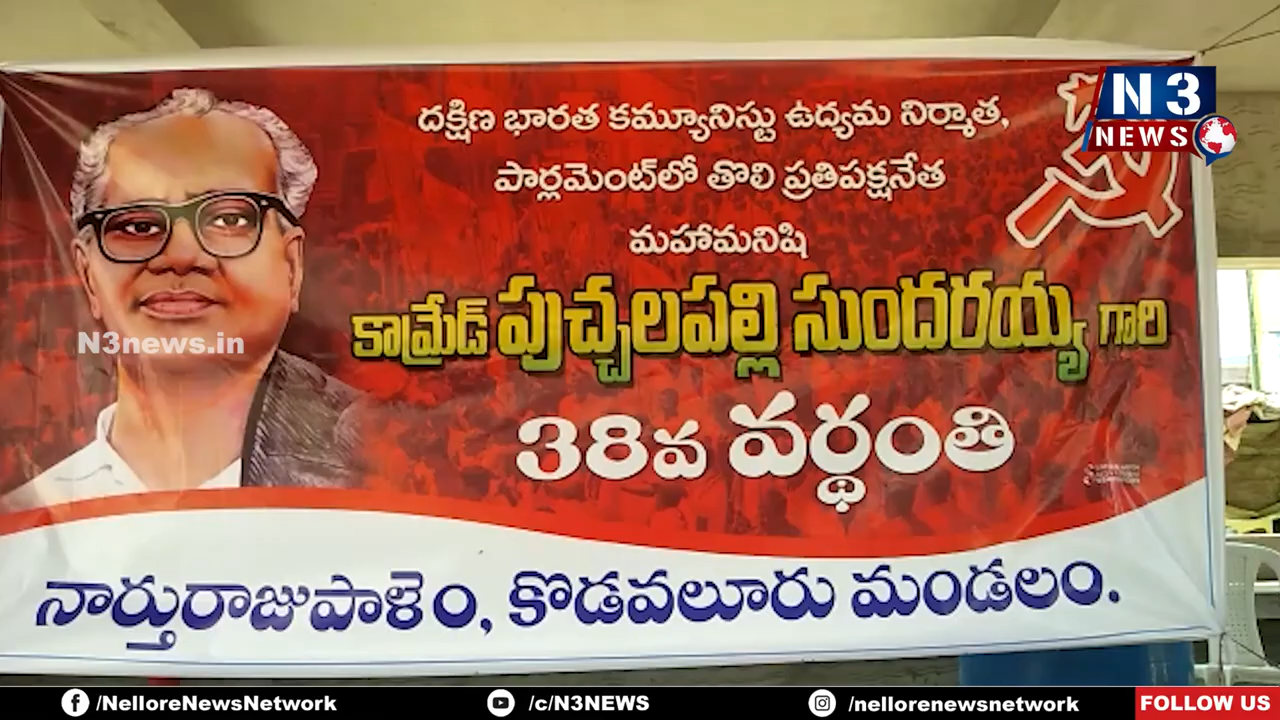 దక్షిణ భారత కమ్యూనిస్టు ఉద్యమ నిర్మాత,
పార్లమెంట్‌లో తొలి ప్రతిపక్షనేత
మహామనిషి
కామ్రేడ్ పుచ్చలపల్లి సుందరయ్య గారి
38వ వర్ధంతి
నార్తురాజుపాళెం, కొడవలూరు మండలం.
N3
NEWS
N3news.in
/NelloreNewsNetwork
/c/N3NEWS
/nellorenewsnetwork
FOLLOW US